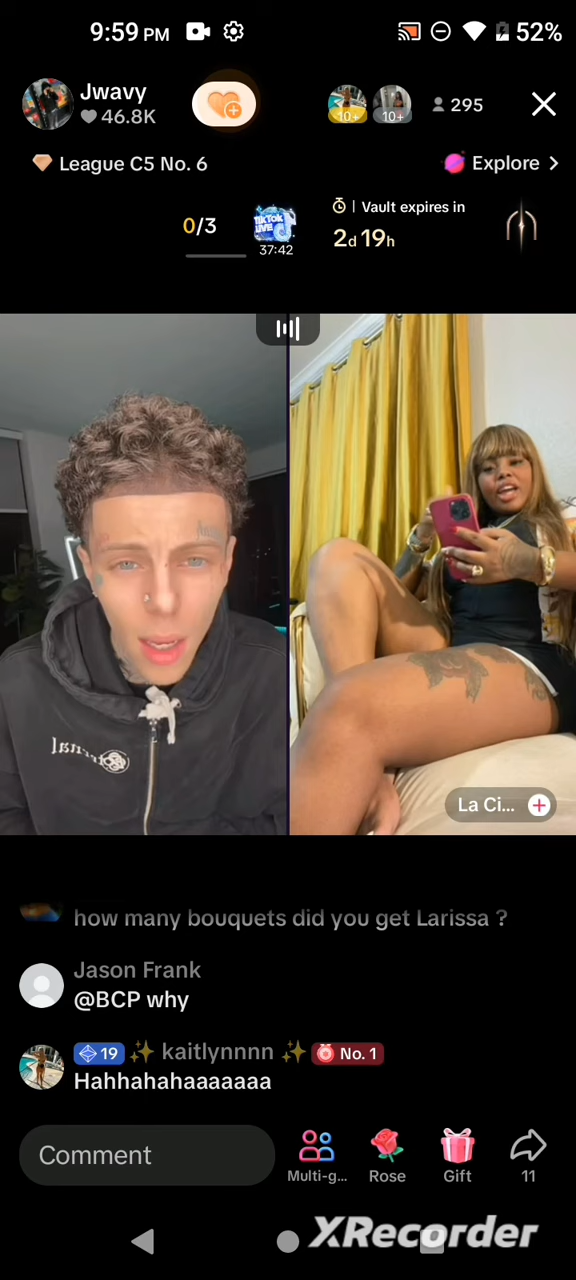 9:59 PM
52%
Jwavy
46.8K
10+
10+
295
League C5 No. 6
Explore >
0/3
TikTok LIVE
37:42
| Vault expires in
2d 19h
La Ci...
how many bouquets did you get Larissa ?
Jason Frank
@BCP why
19 ✨ kaitlynnnn ✨ No. 1
Hahhahahaaaaaaa
Comment
Multi-g...
Rose
Gift
11
XRecorder